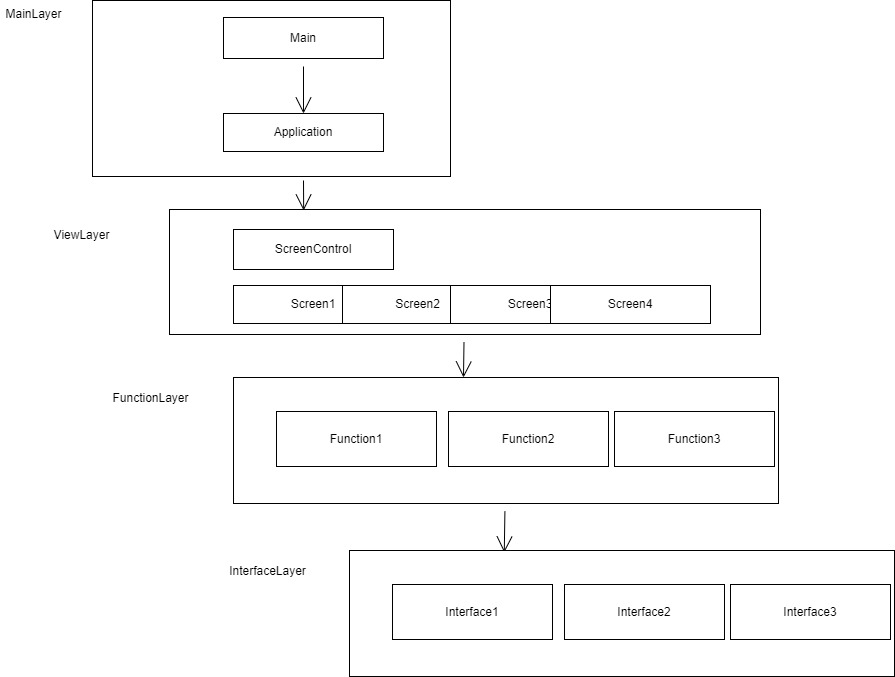 MainLayer
Main
Application
ViewLayer
ScreenControl
Screen1
Screen2
Screen3
Screen4
FunctionLayer
Function1
Function2
Function3
InterfaceLayer
Interface1
Interface2
Interface3